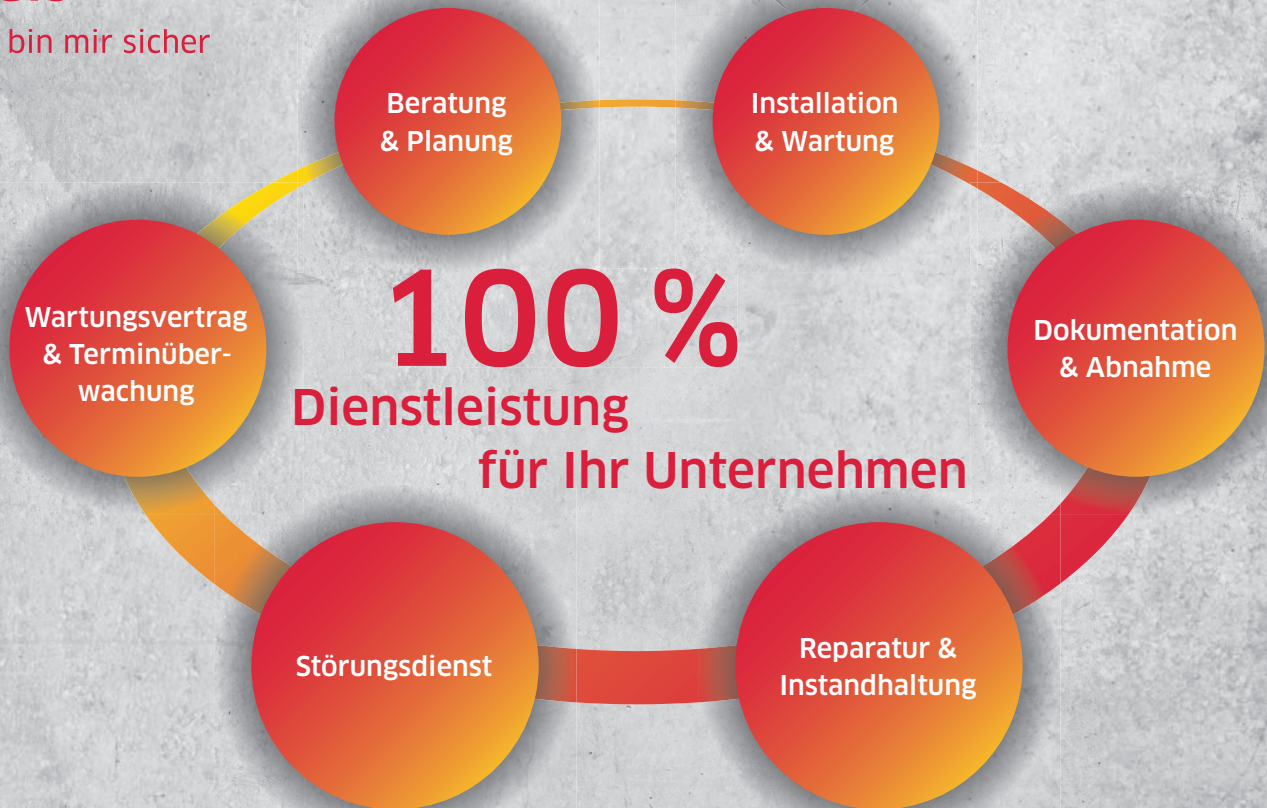 bin mir sicher
Beratung
& Planung
Installation
& Wartung
Wartungsvertrag
& Terminüber-
wachung
Dokumentation
& Abnahme
100 %
Dienstleistung
für Ihr Unternehmen
Störungsdienst
Reparatur &
Instandhaltung